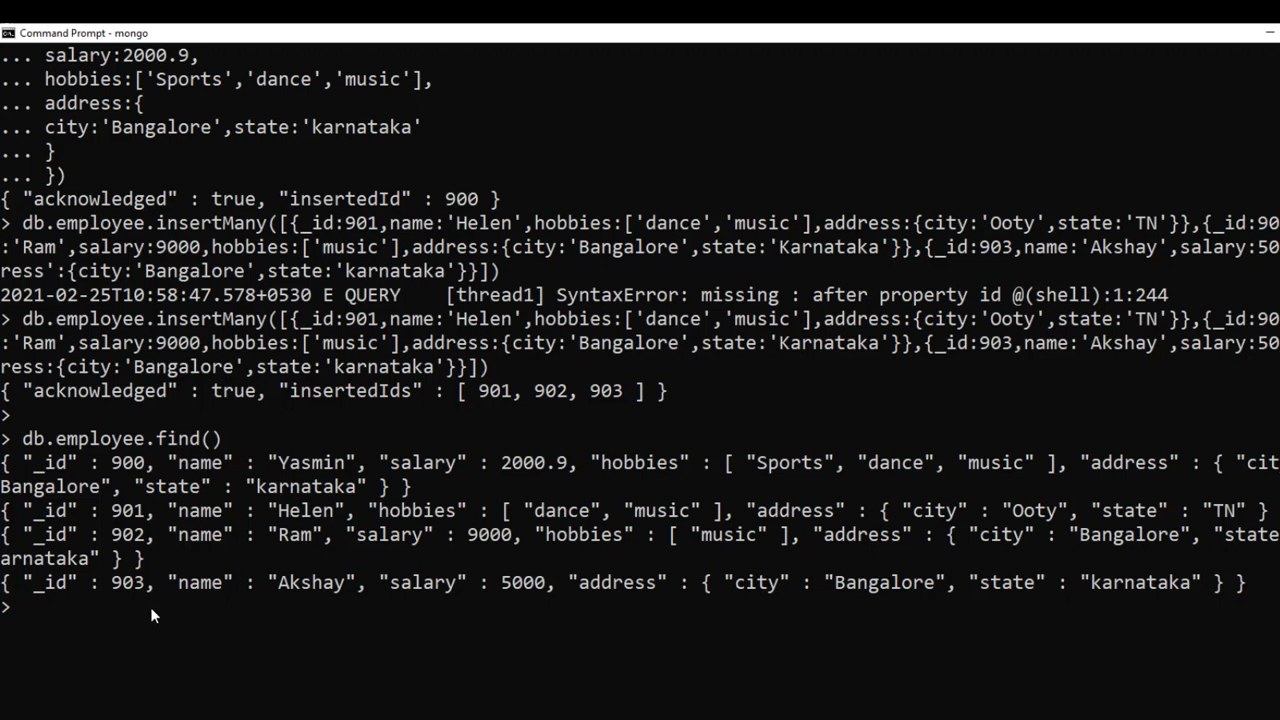 Command Prompt - mongo
... salary:2000.9,
... hobbies:['Sports','dance','music'],
... address:{
... city:'Bangalore',state:'karnataka'
... }
... })
{ "acknowledged" : true, "insertedId" : 900 }
> db.employee.insertMany([{_id:901,name:'Helen',hobbies:['dance','music'],address:{city:'Ooty',state:'TN'}},{_id:90
:'Ram',salary:9000,hobbies:['music'],address:{city:'Bangalore',state:'Karnataka'}},{_id:903,name:'Akshay',salary:50
ress':{city:'Bangalore',state:'karnataka'}}])
2021-02-25T10:58:47.578+0530 E QUERY    [thread1] SyntaxError: missing : after property id @(shell):1:244
> db.employee.insertMany([{_id:901,name:'Helen',hobbies:['dance','music'],address:{city:'Ooty',state:'TN'}},{_id:90
:'Ram',salary:9000,hobbies:['music'],address:{city:'Bangalore',state:'Karnataka'}},{_id:903,name:'Akshay',salary:50
ress:{city:'Bangalore',state:'karnataka'}}])
{ "acknowledged" : true, "insertedIds" : [ 901, 902, 903 ] }
>
> db.employee.find()
{ "_id" : 900, "name" : "Yasmin", "salary" : 2000.9, "hobbies" : [ "Sports", "dance", "music" ], "address" : { "cit
Bangalore", "state" : "karnataka" } }
{ "_id" : 901, "name" : "Helen", "hobbies" : [ "dance", "music" ], "address" : { "city" : "Ooty", "state" : "TN" }
{ "_id" : 902, "name" : "Ram", "salary" : 9000, "hobbies" : [ "music" ], "address" : { "city" : "Bangalore", "state
arnataka" } }
{ "_id" : 903, "name" : "Akshay", "salary" : 5000, "address" : { "city" : "Bangalore", "state" : "karnataka" } }
>